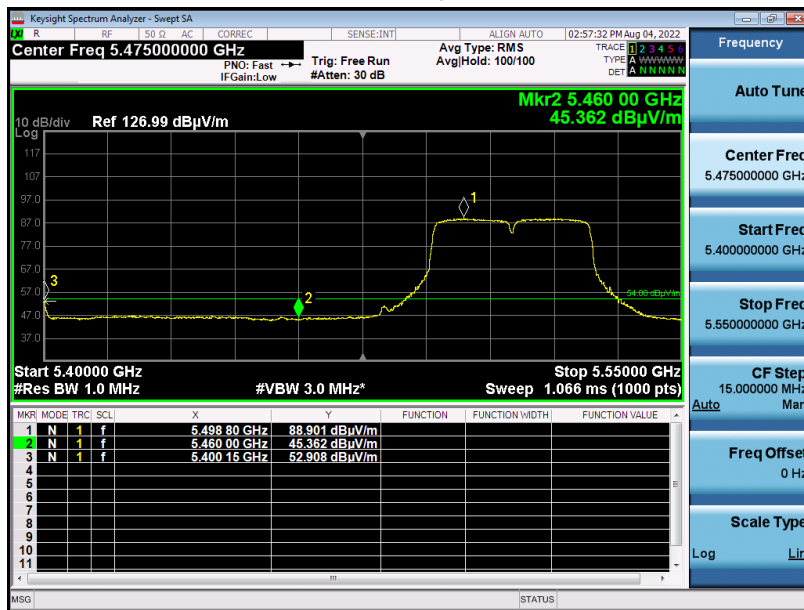 Keysight Spectrum Analyzer - Swept SA
LXI R RF 50 Ω AC CORREC SENSE:INT ALIGN AUTO 02:57:32 PM Aug 04, 2022
Center Freq 5.475000000 GHz
PNO: Fast
IFGain:Low
Trig: Free Run
#Atten: 30 dB
Avg Type: RMS
Avg|Hold: 100/100
TRACE 1 2 3 4 5 6
TYPE A WWWWW
DET A N N N N N
Mkr2 5.460 00 GHz
45.362 dBµV/m
10 dB/div Ref 126.99 dBµV/m
Log
117
107
97.0
87.0
77.0
67.0
57.0
47.0
37.0
1
2
3
54.00 dBµV/m
Start 5.40000 GHz Stop 5.55000 GHz
#Res BW 1.0 MHz #VBW 3.0 MHz* Sweep 1.066 ms (1000 pts)
MKR MODE TRC SCL X Y FUNCTION FUNCTION WIDTH FUNCTION VALUE
1 N 1 f 5.498 80 GHz 88.901 dBµV/m
2 N 1 f 5.460 00 GHz 45.362 dBµV/m
3 N 1 f 5.400 15 GHz 52.908 dBµV/m
4
5
6
7
8
9
10
11
MSG STATUS
Frequency
Auto Tune
Center Freq
5.475000000 GHz
Start Freq
5.400000000 GHz
Stop Freq
5.550000000 GHz
CF Step
15.000000 MHz
Auto Man
Freq Offset
0 Hz
Scale Type
Log Lin